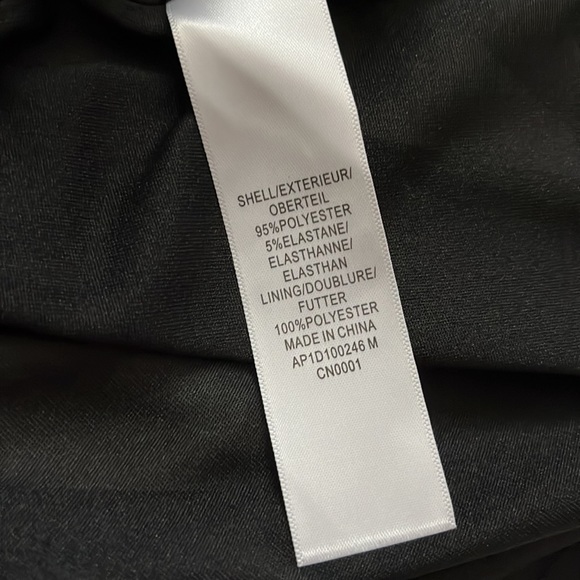 SHELL/EXTERIEUR/
OBERTEIL
95%POLYESTER
5%ELASTANE/
ELASTHANNE/
ELASTHAN
LINING/DOUBLURE/
FUTTER
100%POLYESTER
MADE IN CHINA
AP1D100246 M
CN0001